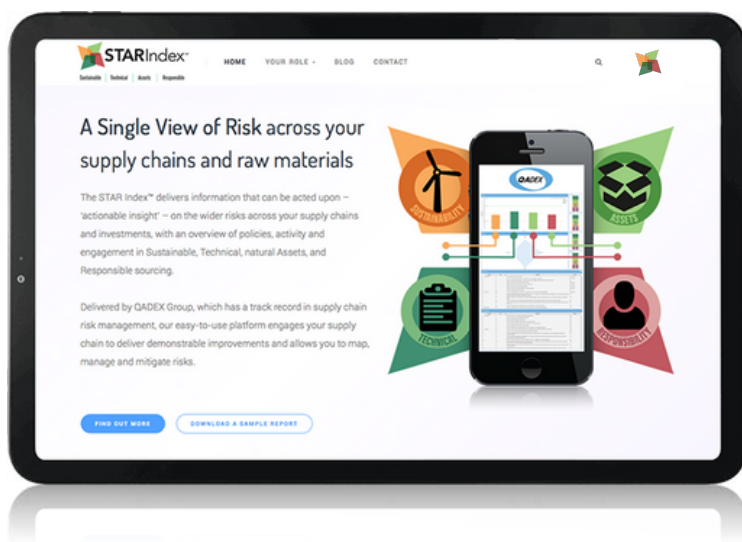 STARIndex™
Sustainable | Technical | Assets | Responsible
HOME
YOUR ROLE
BLOG
CONTACT
A Single View of Risk across your
supply chains and raw materials
The STAR Index™ delivers information that can be acted upon –
'actionable insight' – on the wider risks across your supply chains
and investments, with an overview of policies, activity and
engagement in Sustainable, Technical, natural Assets, and
Responsible sourcing.
Delivered by QADEX Group, which has a track record in supply chain
risk management, our easy-to-use platform engages your supply
chain to deliver demonstrable improvements and allows you to map,
manage and mitigate risks.
FIND OUT MORE
DOWNLOAD A SAMPLE REPORT
SUSTAINABILITY
QADEX
ASSETS
TECHNICAL
RESPONSIBILITY